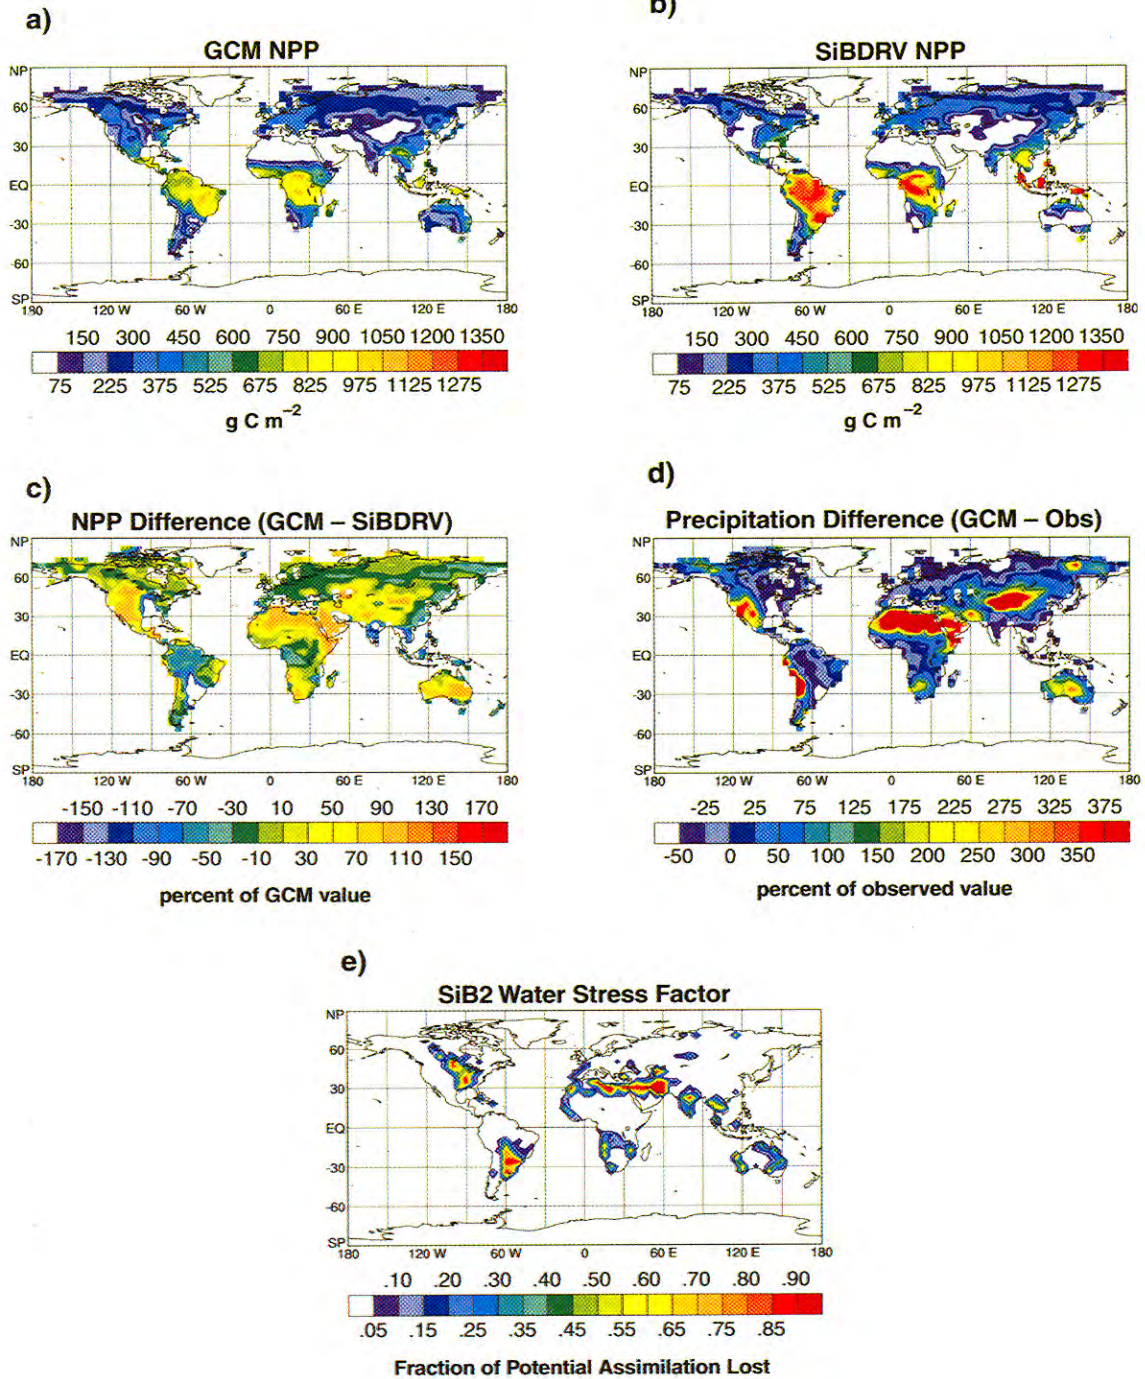 a)
GCM NPP
NP
60
30
EQ
-30
-60
SP
180 120 W 60 W 0 60 E 120 E 180
150 300 450 600 750 900 1050 1200 1350
75 225 375 525 675 825 975 1125 1275
g C m⁻²
b)
SiBDRV NPP
NP
60
30
EQ
-30
-60
SP
180 120 W 60 W 0 60 E 120 E 180
150 300 450 600 750 900 1050 1200 1350
75 225 375 525 675 825 975 1125 1275
g C m⁻²
c)
NPP Difference (GCM – SiBDRV)
NP
60
30
EQ
-30
-60
SP
180 120 W 60 W 0 60 E 120 E 180
-150 -110 -70 -30 10 50 90 130 170
-170 -130 -90 -50 -10 30 70 110 150
percent of GCM value
d)
Precipitation Difference (GCM – Obs)
NP
60
30
EQ
-30
-60
SP
180 120 W 60 W 0 60 E 120 E 180
-25 25 75 125 175 225 275 325 375
-50 0 50 100 150 200 250 300 350
percent of observed value
e)
SiB2 Water Stress Factor
NP
60
30
EQ
-30
-60
SP
180 120 W 60 W 0 60 E 120 E 180
.10 .20 .30 .40 .50 .60 .70 .80 .90
.05 .15 .25 .35 .45 .55 .65 .75 .85
Fraction of Potential Assimilation Lost